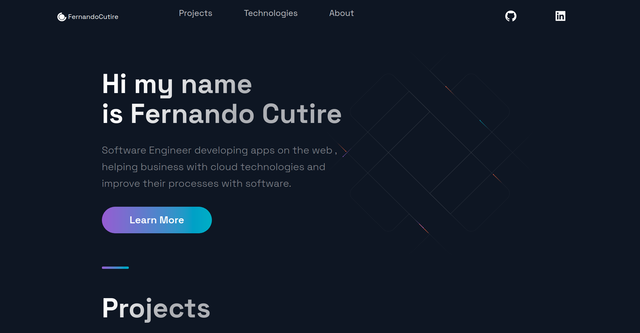 FernandoCutire
Projects
Technologies
About
Hi my name
is Fernando Cutire
Software Engineer developing apps on the web ,
helping business with cloud technologies and
improve their processes with software.
Learn More
Projects